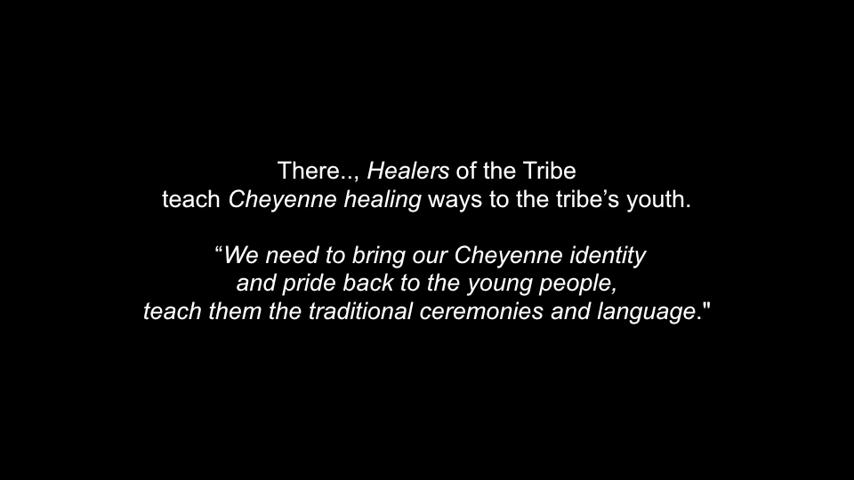 There.., Healers of the Tribe
teach Cheyenne healing ways to the tribe’s youth.
“We need to bring our Cheyenne identity
and pride back to the young people,
teach them the traditional ceremonies and language."